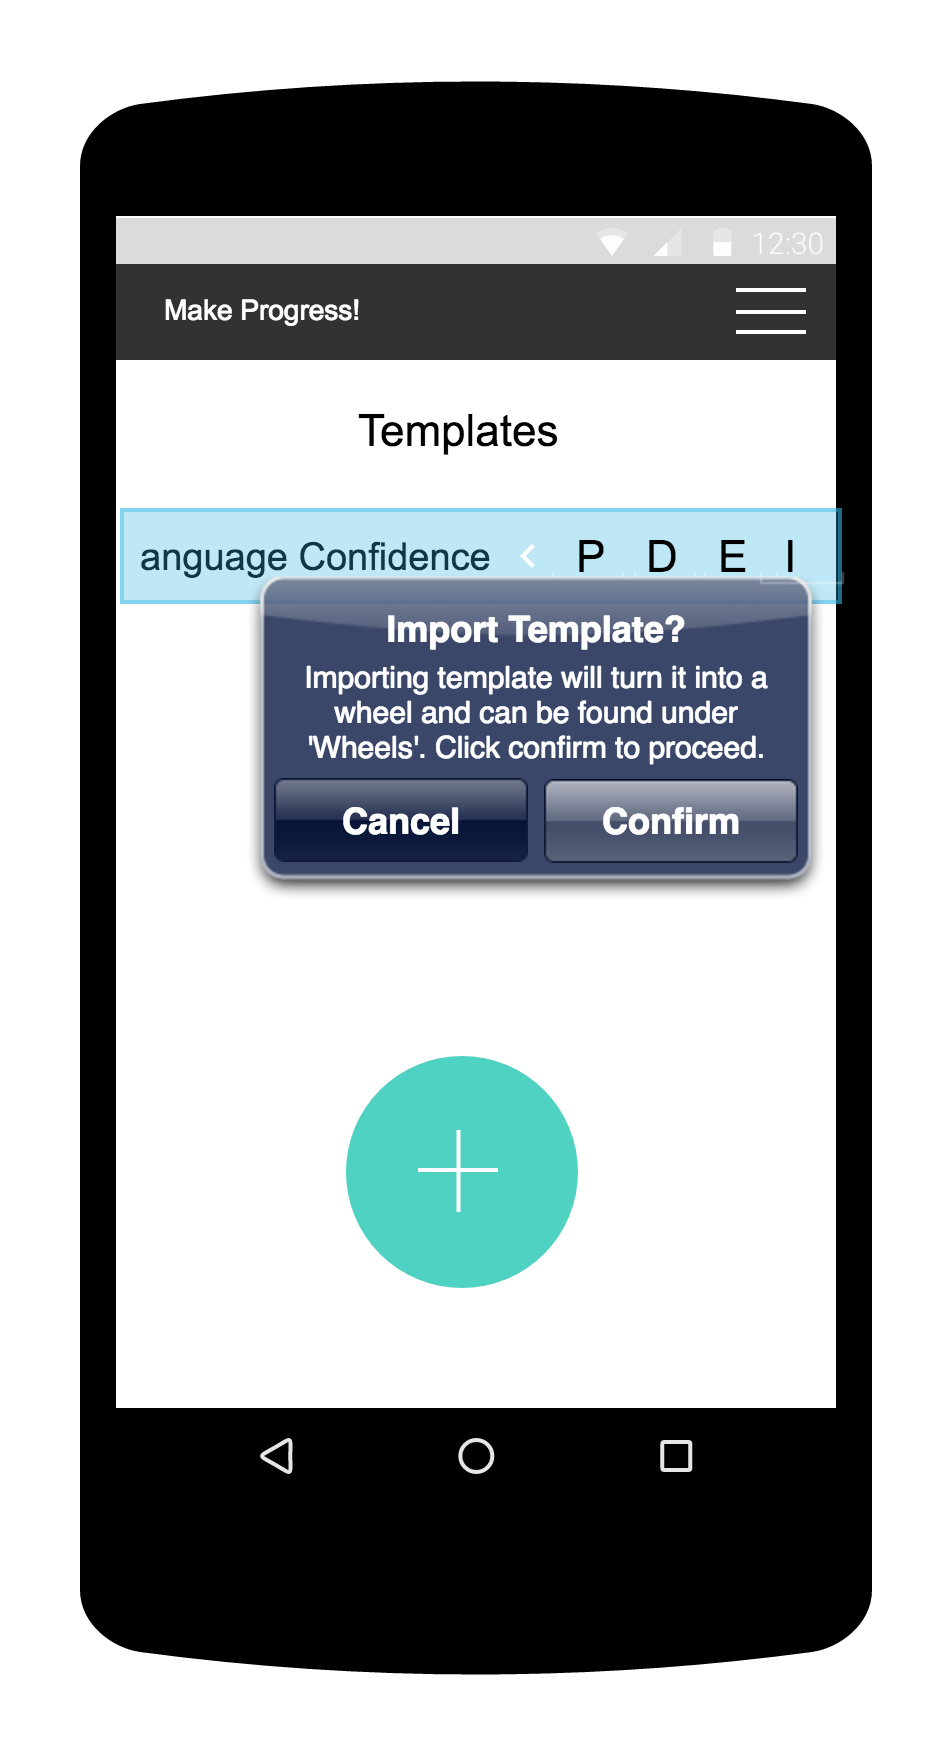 12:30
Make Progress!
Templates
anguage Confidence P D E I
Import Template?
Importing template will turn it into a
wheel and can be found under
'Wheels'. Click confirm to proceed.
Cancel Confirm